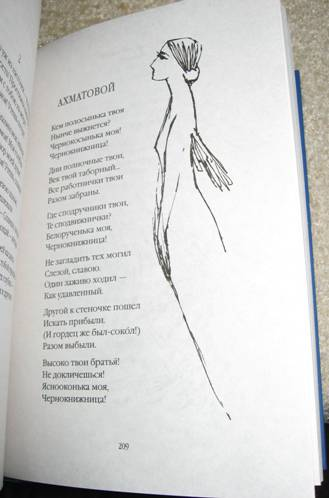 АХМАТОВОЙ
Кем полосынька твоя
Нынче выжнется?
Чернокосынька моя!
Чернокнижница!
Дни полночные твои,
Век твой таборный...
Все работнички твои
Разом забраны.
Где сподручники твои,
Те сподвижнички?
Белорученька моя,
Чернокнижница!
Не загладить тех могил
Слезой, славою.
Один заживо ходил —
Как удавленный.
Другой к стеночке пошел
Искать прибыли.
(И гордец же был-соко́л!)
Разом выбыли.
Высоко твои братья́!
Не докличешься!
Яснооконька моя,
Чернокнижница!
209